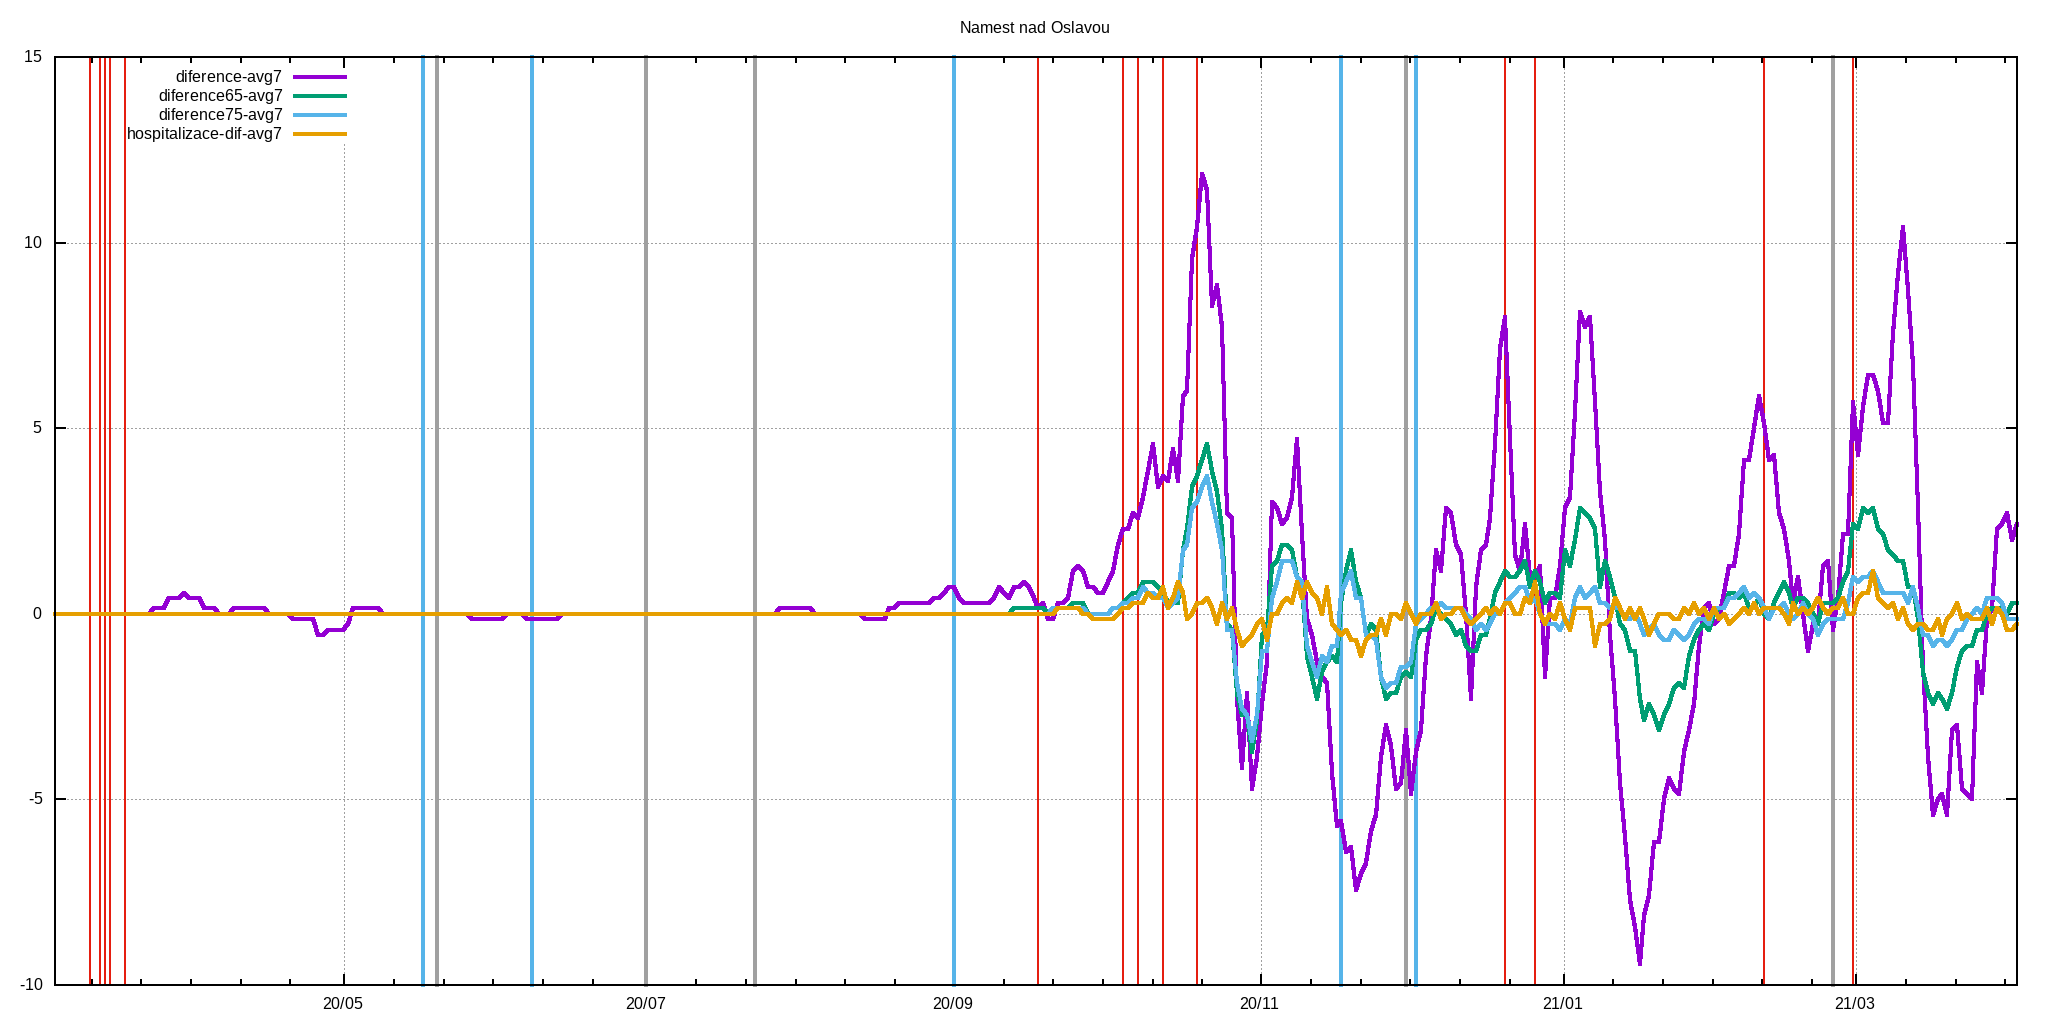 Namest nad Oslavou
15
10
5
0
-5
-10
diference-avg7
diference65-avg7
diference75-avg7
hospitalizace-dif-avg7
20/05
20/07
20/09
20/11
21/01
21/03